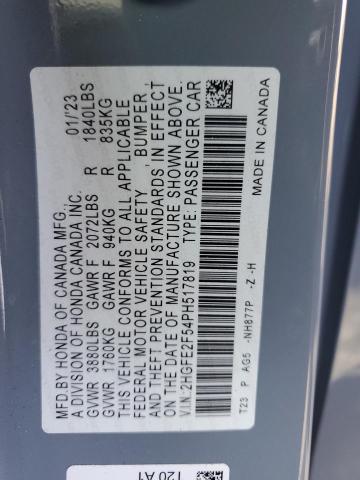 MFD.BY HONDA OF CANADA MFG., 01/'23
A DIVISION OF HONDA CANADA INC.
GVWR 3880LBS GAWR F 2072LBS R 1840LBS
GVWR 1760KG GAWR F 940KG R 835KG
THIS VEHICLE CONFORMS TO ALL APPLICABLE
FEDERAL MOTOR VEHICLE SAFETY, BUMPER,
AND THEFT PREVENTION STANDARDS IN EFFECT
ON THE DATE OF MANUFACTURE SHOWN ABOVE.
VIN:2HGFE2F54PH517819 TYPE: PASSENGER CAR
T23 P AG5 -NH877P -Z -H
MADE IN CANADA
T20 A1